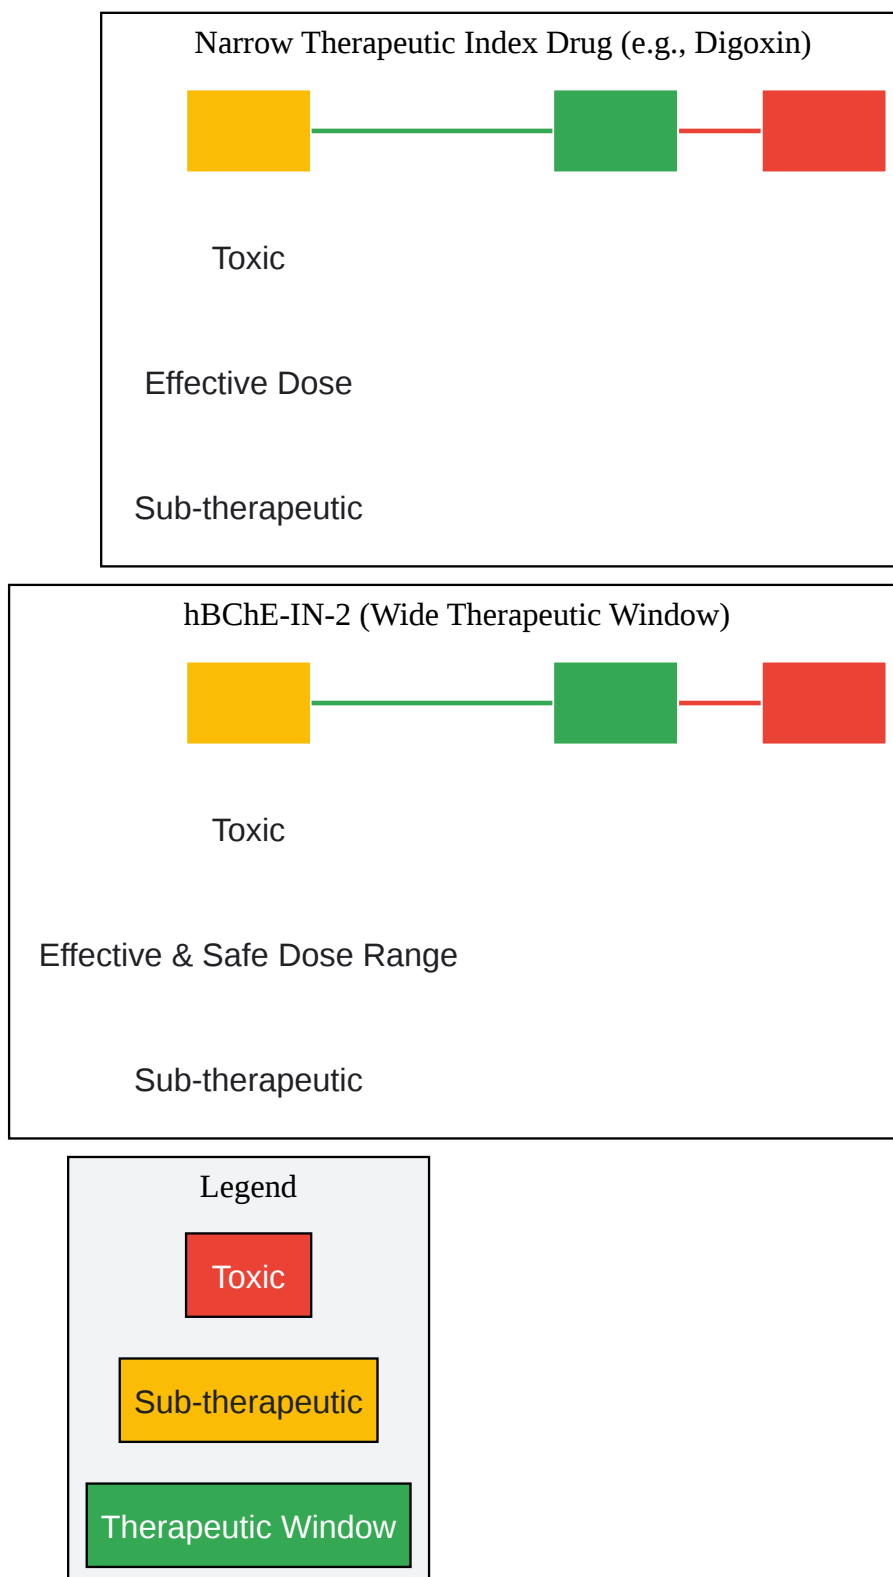 Narrow Therapeutic Index Drug (e.g., Digoxin)
Toxic
Effective Dose
Sub-therapeutic
hBChE-IN-2 (Wide Therapeutic Window)
Toxic
Effective & Safe Dose Range
Sub-therapeutic
Legend
Toxic
Sub-therapeutic
Therapeutic Window